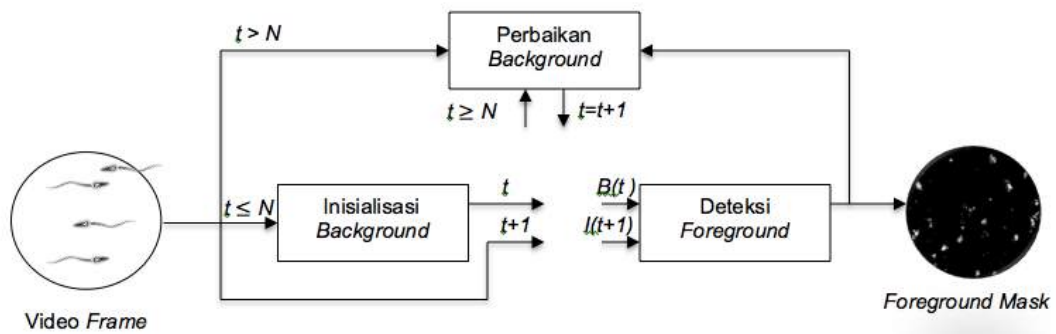 t > N
Perbaikan
Background
t ≥ N
t=t+1
t ≤ N
Inisialisasi
Background
t
t+1
B(t )
I(t+1)
Deteksi
Foreground
Video Frame
Foreground Mask